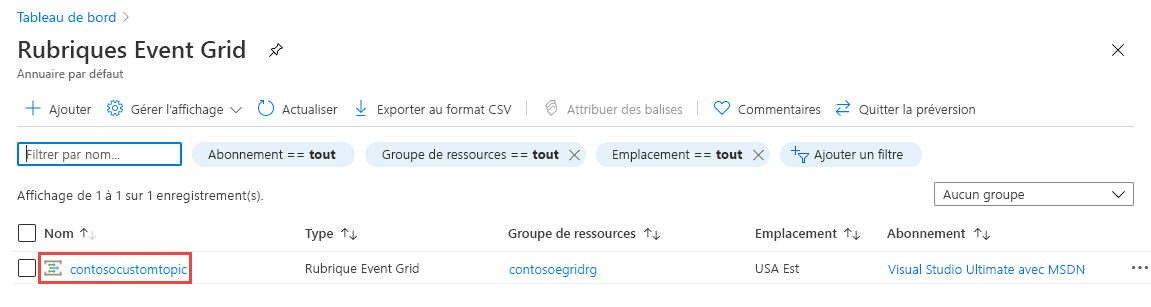 Tableau de bord >
Rubriques Event Grid
Annuaire par défaut
Ajouter Gérer l'affichage Actualiser Exporter au format CSV Attribuer des balises Commentaires Quitter la préversion
Filtrer par nom... Abonnement == tout Groupe de ressources == tout Emplacement == tout Ajouter un filtre
Affichage de 1 à 1 sur 1 enregistrement(s). Aucun groupe
Nom Type Groupe de ressources Emplacement Abonnement
contosocustomtopic Rubrique Event Grid contosoegridrg USA Est Visual Studio Ultimate avec MSDN